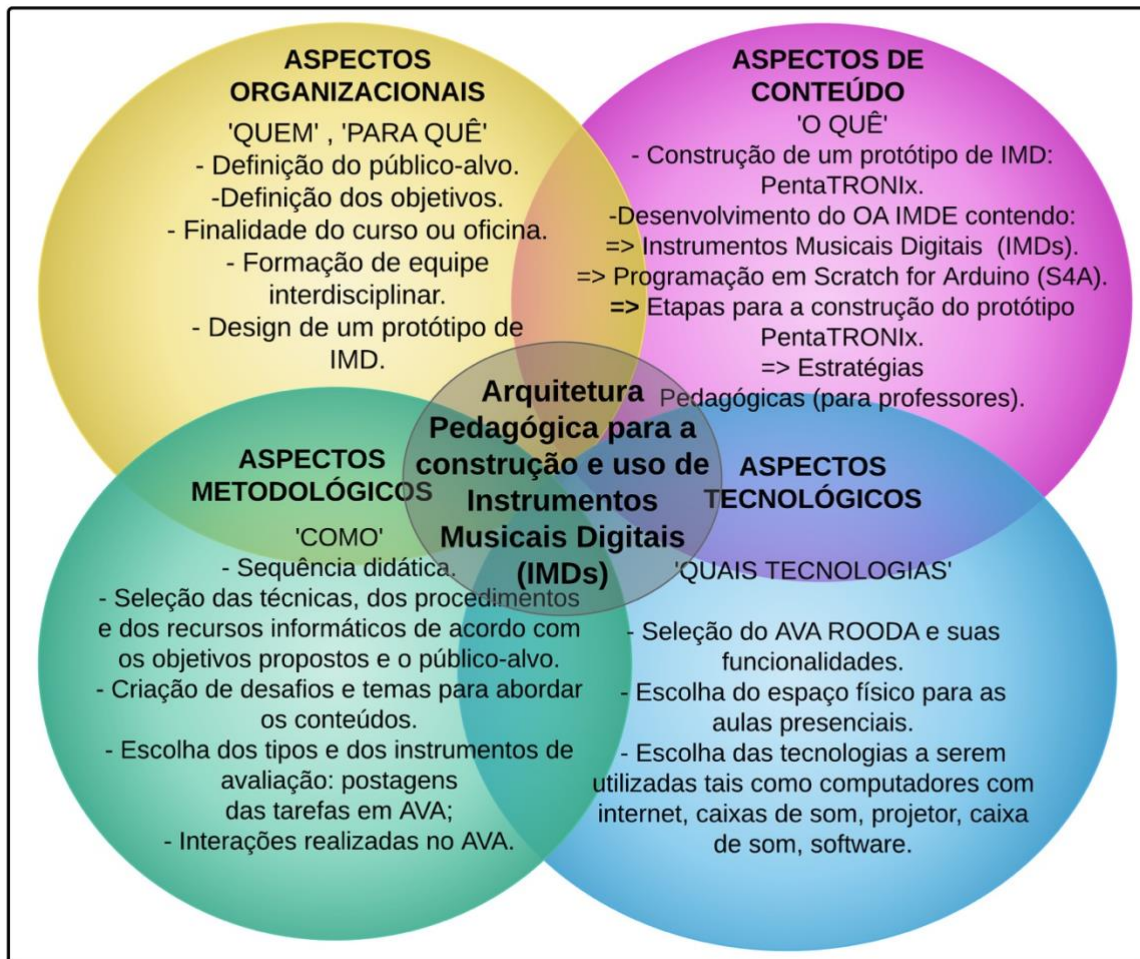 ASPECTOS
ORGANIZACIONAIS
'QUEM' , 'PARA QUÊ'
- Definição do público-alvo.
-Definição dos objetivos.
- Finalidade do curso ou oficina.
- Formação de equipe
interdisciplinar.
- Design de um protótipo de
IMD.
ASPECTOS DE
CONTEÚDO
'O QUÊ'
- Construção de um protótipo de IMD:
PentaTRONIx.
-Desenvolvimento do OA IMDE contendo:
=> Instrumentos Musicais Digitais (IMDs).
=> Programação em Scratch for Arduino (S4A).
=> Etapas para a construção do protótipo
PentaTRONIx.
=> Estratégias
Pedagógicas (para professores).
Arquitetura
Pedagógica para a
construção e uso de
Instrumentos
Musicais Digitais
(IMDs)
ASPECTOS
METODOLÓGICOS
'COMO'
- Sequência didática.
- Seleção das técnicas, dos procedimentos
e dos recursos informáticos de acordo com
os objetivos propostos e o público-alvo.
- Criação de desafios e temas para abordar
os conteúdos.
- Escolha dos tipos e dos instrumentos de
avaliação: postagens
das tarefas em AVA;
- Interações realizadas no AVA.
ASPECTOS
TECNOLÓGICOS
'QUAIS TECNOLOGIAS'
- Seleção do AVA ROODA e suas
funcionalidades.
- Escolha do espaço físico para as
aulas presenciais.
- Escolha das tecnologias a serem
utilizadas tais como computadores com
internet, caixas de som, projetor, caixa
de som, software.